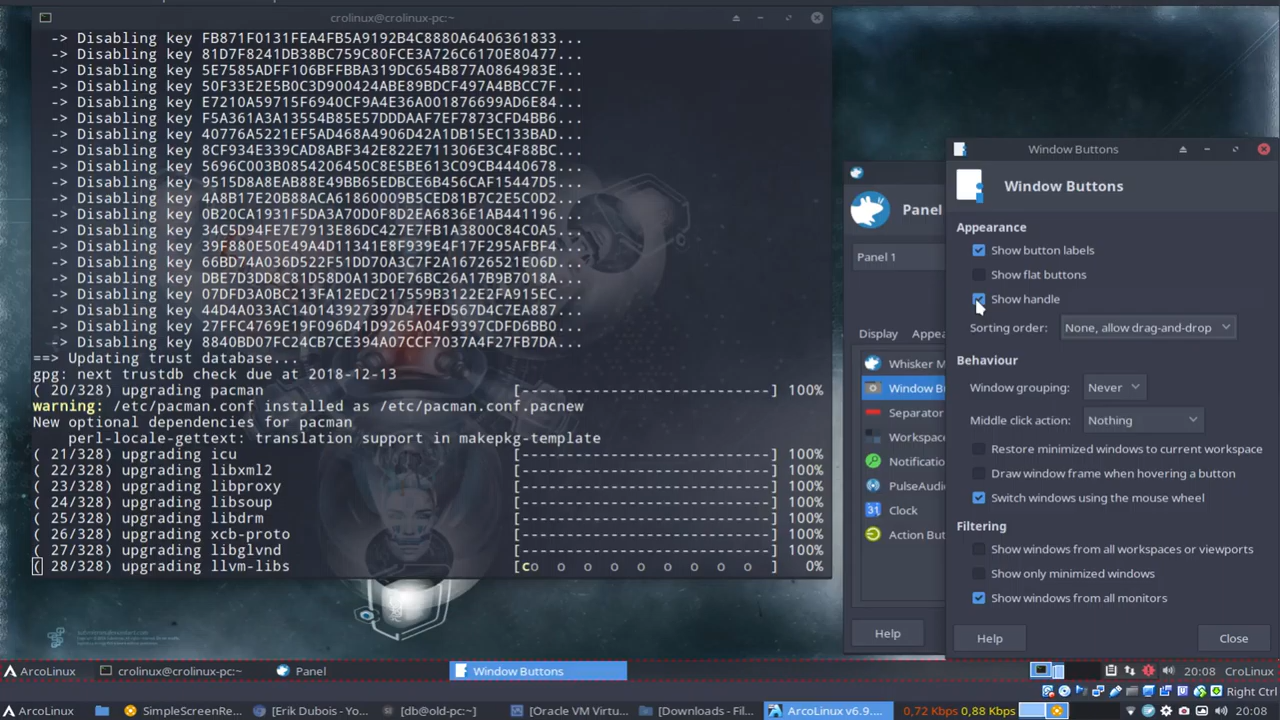 crolinux@crolinux-pc:~
-> Disabling key FB871F0131FEA4FB5A9192B4C8880A6406361833...
-> Disabling key 81D7F8241DB38BC759C80FCE3A726C6170E80477...
-> Disabling key 5E7585ADFF106BFFBBA319DC654B877A0864983E...
-> Disabling key 50F33E2E5B0C3D900424ABE89BDCF497A4BBCC7F...
-> Disabling key E7210A59715F6940CF9A4E36A001876699AD6E84...
-> Disabling key F5A361A3A13554B85E57DDDAAF7EF73873CFD4BB6...
-> Disabling key 40776A5221EF5AD468A4906D42A1DB15EC133BAD...
-> Disabling key 8CF934E339CAD8ABF342E822E711306E3C4F88BC...
-> Disabling key 5696C003B0854206450C8E5BE613C09CB4440678...
-> Disabling key 9515D8A8EAB88E49BB65EDBCE6B456CAF15447D5...
-> Disabling key 4A8B17E20B88ACA61860009B5CED81B7C2E5C0D2...
-> Disabling key 0B20CA1931F5DA3A70D0F8D2EA6836E1AB441196...
-> Disabling key 34C5D94FE7E7913E86DC427E7FB1A3800C84C0A5...
-> Disabling key 39F880E50E49A4D11341E8F939E4F17F295AFBF4...
-> Disabling key 66BD74A036D522F51DD70A3C7F2A16726521E06D...
-> Disabling key DBE7D3DD8C81D58D0A13D0E76BC26A17B9B7018A...
-> Disabling key 07DFD3A0BC213FA12EDC217559B3122E2FA915EC...
-> Disabling key 4D44A033AC140143927397D47EFD567D4C7EA887...
-> Disabling key 27FFC4769E19F096D41D9265A04F9397CDFD6BB0...
-> Disabling key 8840BD07FC24CB7CE394A07CCF7037A4F27FB7DA...
==> Updating trust database...
gpg: next trustdb check due at 2018-12-13
( 20/328) upgrading pacman [----------------------] 100%
warning: /etc/pacman.conf installed as /etc/pacman.conf.pacnew
New optional dependencies for pacman
perl-locale-gettext: translation support in makepkg-template
( 21/328) upgrading icu [----------------------] 100%
( 22/328) upgrading libxml2 [----------------------] 100%
( 23/328) upgrading libproxy [----------------------] 100%
( 24/328) upgrading libsoup [----------------------] 100%
( 25/328) upgrading libdrm [----------------------] 100%
( 26/328) upgrading xcb-proto [----------------------] 100%
( 27/328) upgrading libglvnd [----------------------] 100%
( 28/328) upgrading llvm-libs [co o o o o o o o o o ] 0%
Panel
Panel 1
Display Appea
Whisker M
Window B
Separator
Workspac
Notificatio
PulseAudi
Clock
Action But
Help
Window Buttons
Window Buttons
Appearance
Show button labels
Show flat buttons
Show handle
Sorting order: None, allow drag-and-drop
Behaviour
Window grouping: Never
Middle click action: Nothing
Restore minimized windows to current workspace
Draw window frame when hovering a button
Switch windows using the mouse wheel
Filtering
Show windows from all workspaces or viewports
Show only minimized windows
Show windows from all monitors
Help Close
ArcoLinux crolinux@crolinux-pc:~ Panel Window Buttons 20:08 CroLinux
Right Ctrl
ArcoLinux SimpleScreenRe... [Erik Dubois - Yo... [db@old-pc:~] [Oracle VM Virtu... [Downloads - Fil... ArcoLinux v6.9... 0,72 Kbps 0,88 Kbps 20:08